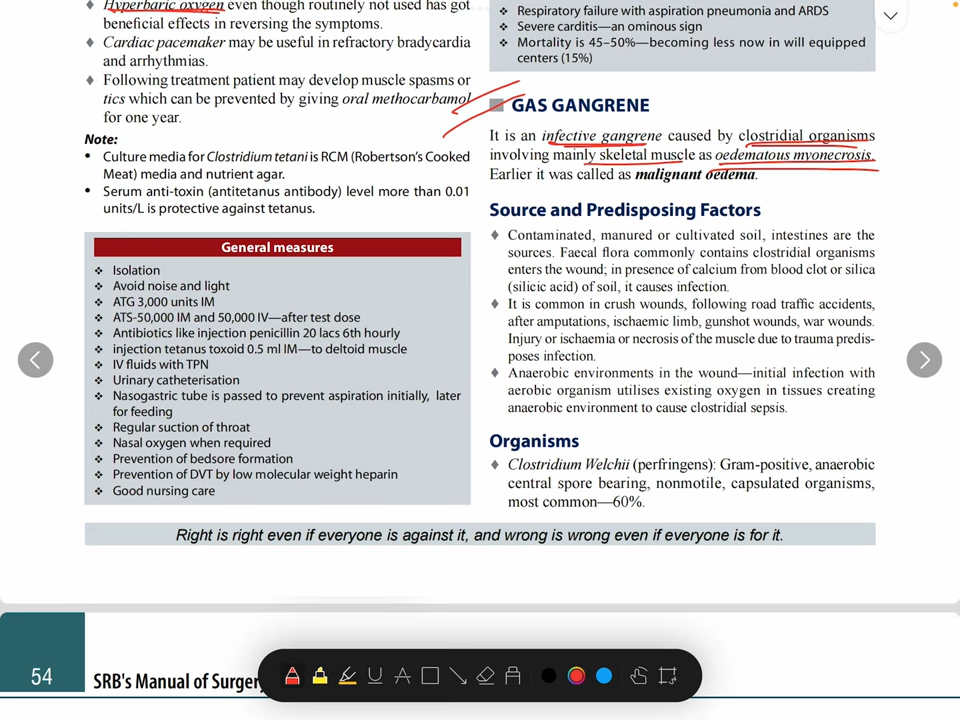 Hyperbaric oxygen even though routinely not used has got
beneficial effects in reversing the symptoms.
Cardiac pacemaker may be useful in refractory bradycardia
and arrhythmias.
Following treatment patient may develop muscle spasms or
tics which can be prevented by giving oral methocarbamol
for one year.
Note:
• Culture media for Clostridium tetani is RCM (Robertson's Cooked
Meat) media and nutrient agar.
• Serum anti-toxin (antitetanus antibody) level more than 0.01
units/L is protective against tetanus.
General measures
Isolation
Avoid noise and light
ATG 3,000 units IM
ATS-50,000 IM and 50,000 IV—after test dose
Antibiotics like injection penicillin 20 lacs 6th hourly
injection tetanus toxoid 0.5 ml IM—to deltoid muscle
IV fluids with TPN
Urinary catheterisation
Nasogastric tube is passed to prevent aspiration initially, later
for feeding
Regular suction of throat
Nasal oxygen when required
Prevention of bedsore formation
Prevention of DVT by low molecular weight heparin
Good nursing care
• Respiratory failure with aspiration pneumonia and ARDS
• Severe carditis—an ominous sign
• Mortality is 45–50%—becoming less now in will equipped
centers (15%)
GAS GANGRENE
It is an infective gangrene caused by clostridial organisms
involving mainly skeletal muscle as oedematous myonecrosis.
Earlier it was called as malignant oedema.
Source and Predisposing Factors
Contaminated, manured or cultivated soil, intestines are the
sources. Faecal flora commonly contains clostridial organisms
enters the wound; in presence of calcium from blood clot or silica
(silicic acid) of soil, it causes infection.
It is common in crush wounds, following road traffic accidents,
after amputations, ischaemic limb, gunshot wounds, war wounds.
Injury or ischaemia or necrosis of the muscle due to trauma predis-
poses infection.
Anaerobic environments in the wound—initial infection with
aerobic organism utilises existing oxygen in tissues creating
anaerobic environment to cause clostridial sepsis.
Organisms
Clostridium Welchii (perfringens): Gram-positive, anaerobic
central spore bearing, nonmotile, capsulated organisms,
most common—60%.
Right is right even if everyone is against it, and wrong is wrong even if everyone is for it.
54
SRB's Manual of Surgery